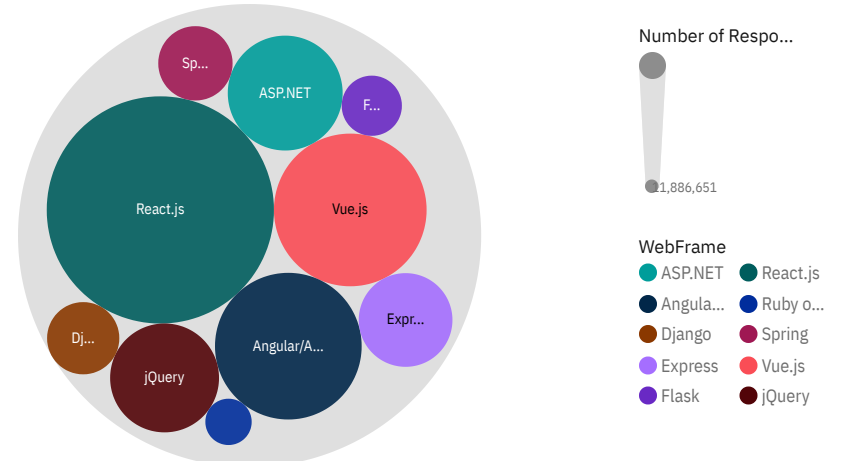 Sp...
ASP.NET
F...
React.js
Vue.js
Dj...
jQuery
Angular/A...
Expr...
Number of Respo...
11,886,651
WebFrame
ASP.NET
React.js
Angula...
Ruby o...
Django
Spring
Express
Vue.js
Flask
jQuery